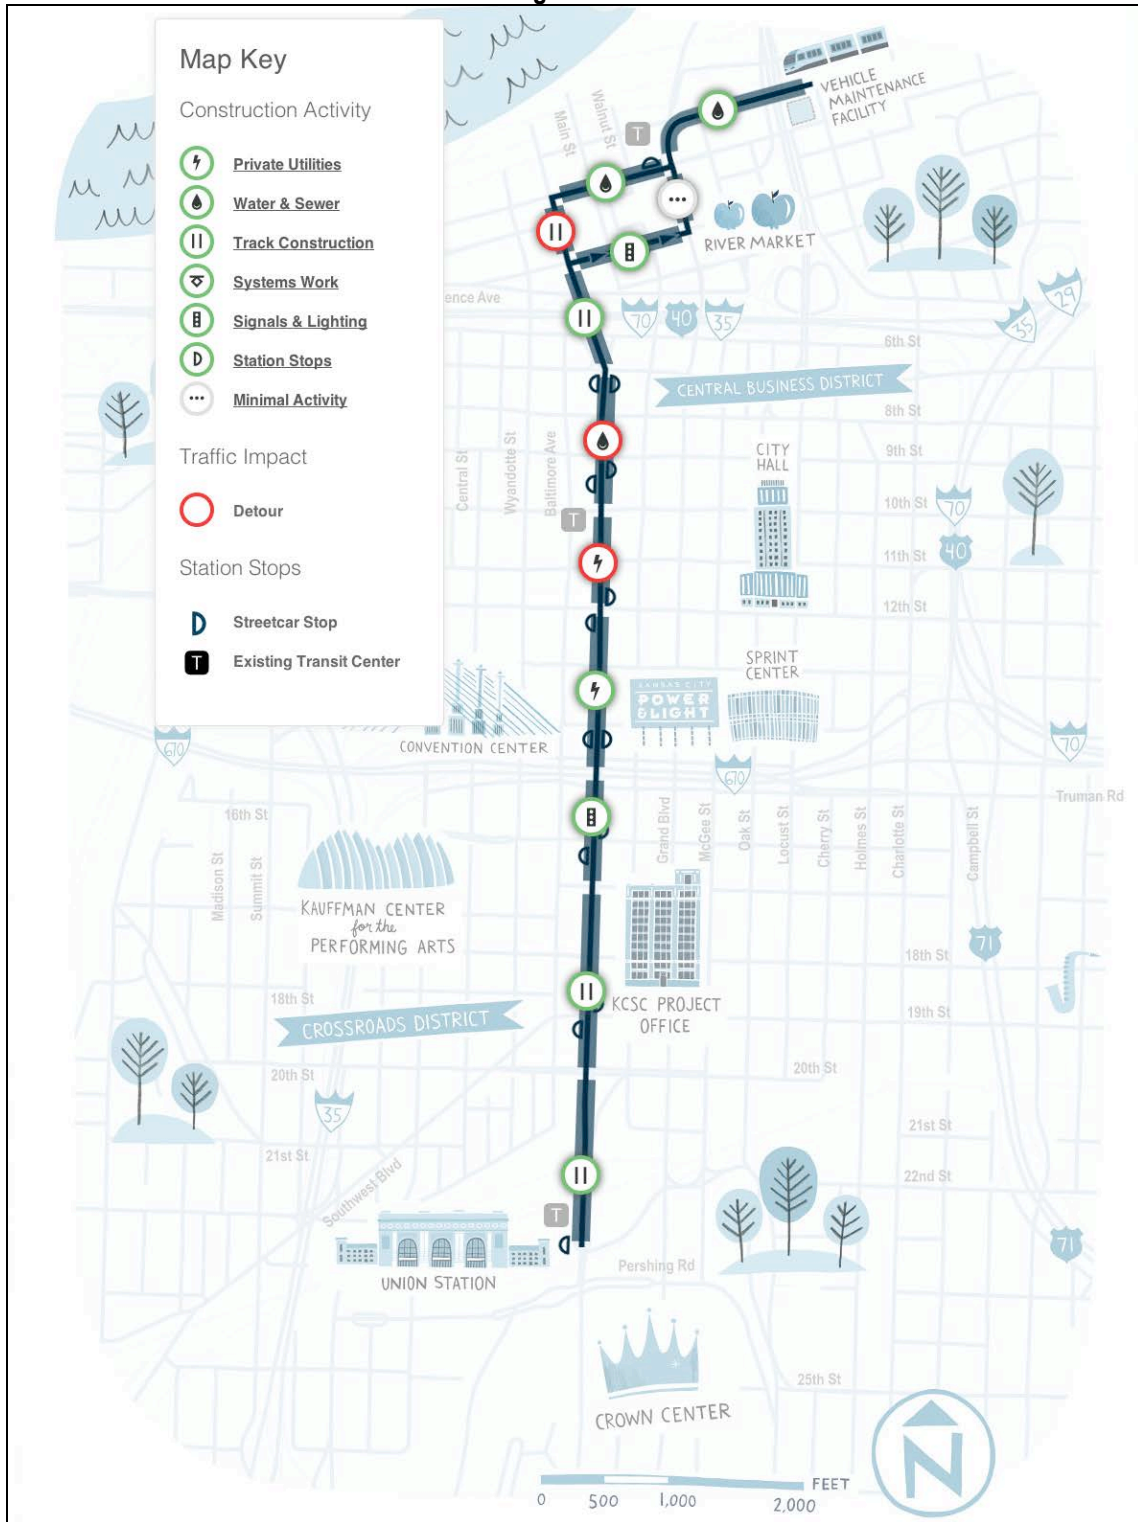 Map Key
Construction Activity
Private Utilities
Water & Sewer
Track Construction
Systems Work
Signals & Lighting
Station Stops
Minimal Activity
Traffic Impact
Detour
Station Stops
Streetcar Stop
T
Existing Transit Center
VEHICLE
MAINTENANCE
FACILITY
Main St
Walnut St
T
RIVER MARKET
ence Ave
70
40
35
35
29
6th St
CENTRAL BUSINESS DISTRICT
8th St
9th St
CITY
HALL
Central St
Wyandotte St
Baltimore Ave
T
10th St
70
11th St
40
12th St
SPRINT
CENTER
KANSAS CITY
POWER
& LIGHT
CONVENTION CENTER
670
670
70
Truman Rd
16th St
Grand Blvd
McGee St
Oak St
Locust St
Cherry St
Holmes St
Charlotte St
Campbell St
Madison St
Summit St
KAUFFMAN CENTER
for the
PERFORMING ARTS
18th St
71
18th St
KCSC PROJECT
OFFICE
19th St
CROSSROADS DISTRICT
20th St
20th St
35
21st St
21st St
22nd St
Southwest Blvd
T
71
UNION STATION
Pershing Rd
25th St
CROWN CENTER
N
FEET
0 500 1,000 2,000